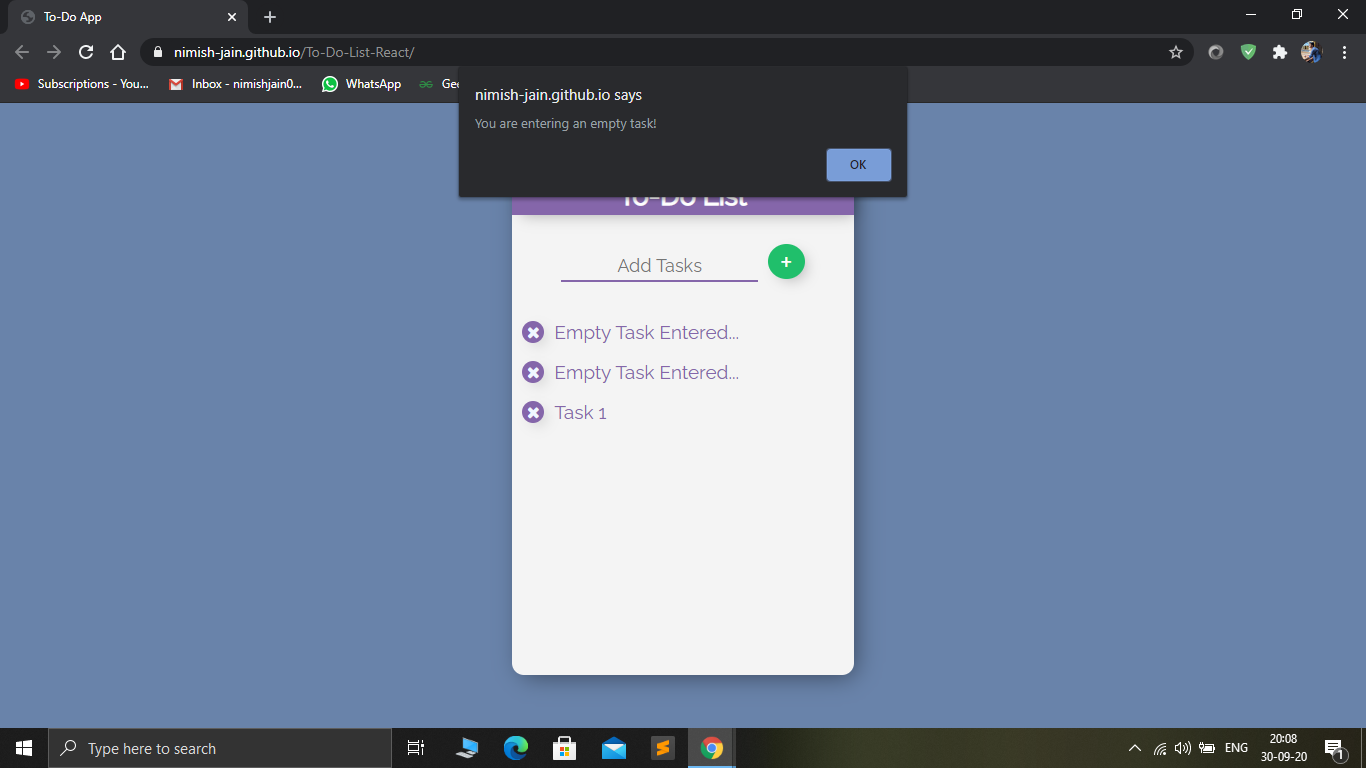 To-Do App
nimish-jain.github.io/To-Do-List-React/
Subscriptions - You... Inbox - nimishjain0... WhatsApp
nimish-jain.github.io says
You are entering an empty task!
OK
To-Do List
Add Tasks
+
Empty Task Entered...
Empty Task Entered...
Task 1
Type here to search
ENG
20:08
30-09-20
1